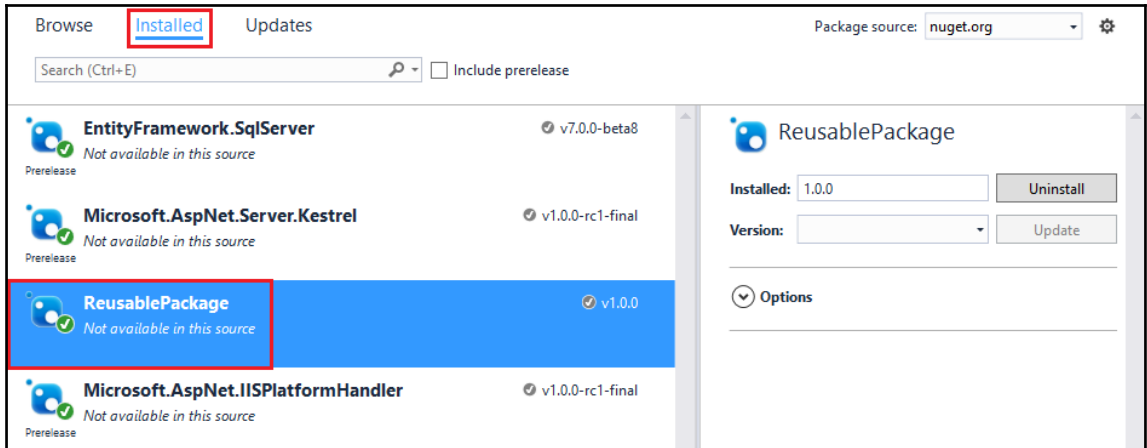 Browse Installed Updates Package source: nuget.org
Search (Ctrl+E) Include prerelease
EntityFramework.SqlServer v7.0.0-beta8
Not available in this source
Prerelease
Microsoft.AspNet.Server.Kestrel v1.0.0-rc1-final
Not available in this source
Prerelease
ReusablePackage v1.0.0
Not available in this source
Microsoft.AspNet.IISPlatformHandler v1.0.0-rc1-final
Not available in this source
Prerelease
ReusablePackage
Installed: 1.0.0 Uninstall
Version: Update
Options